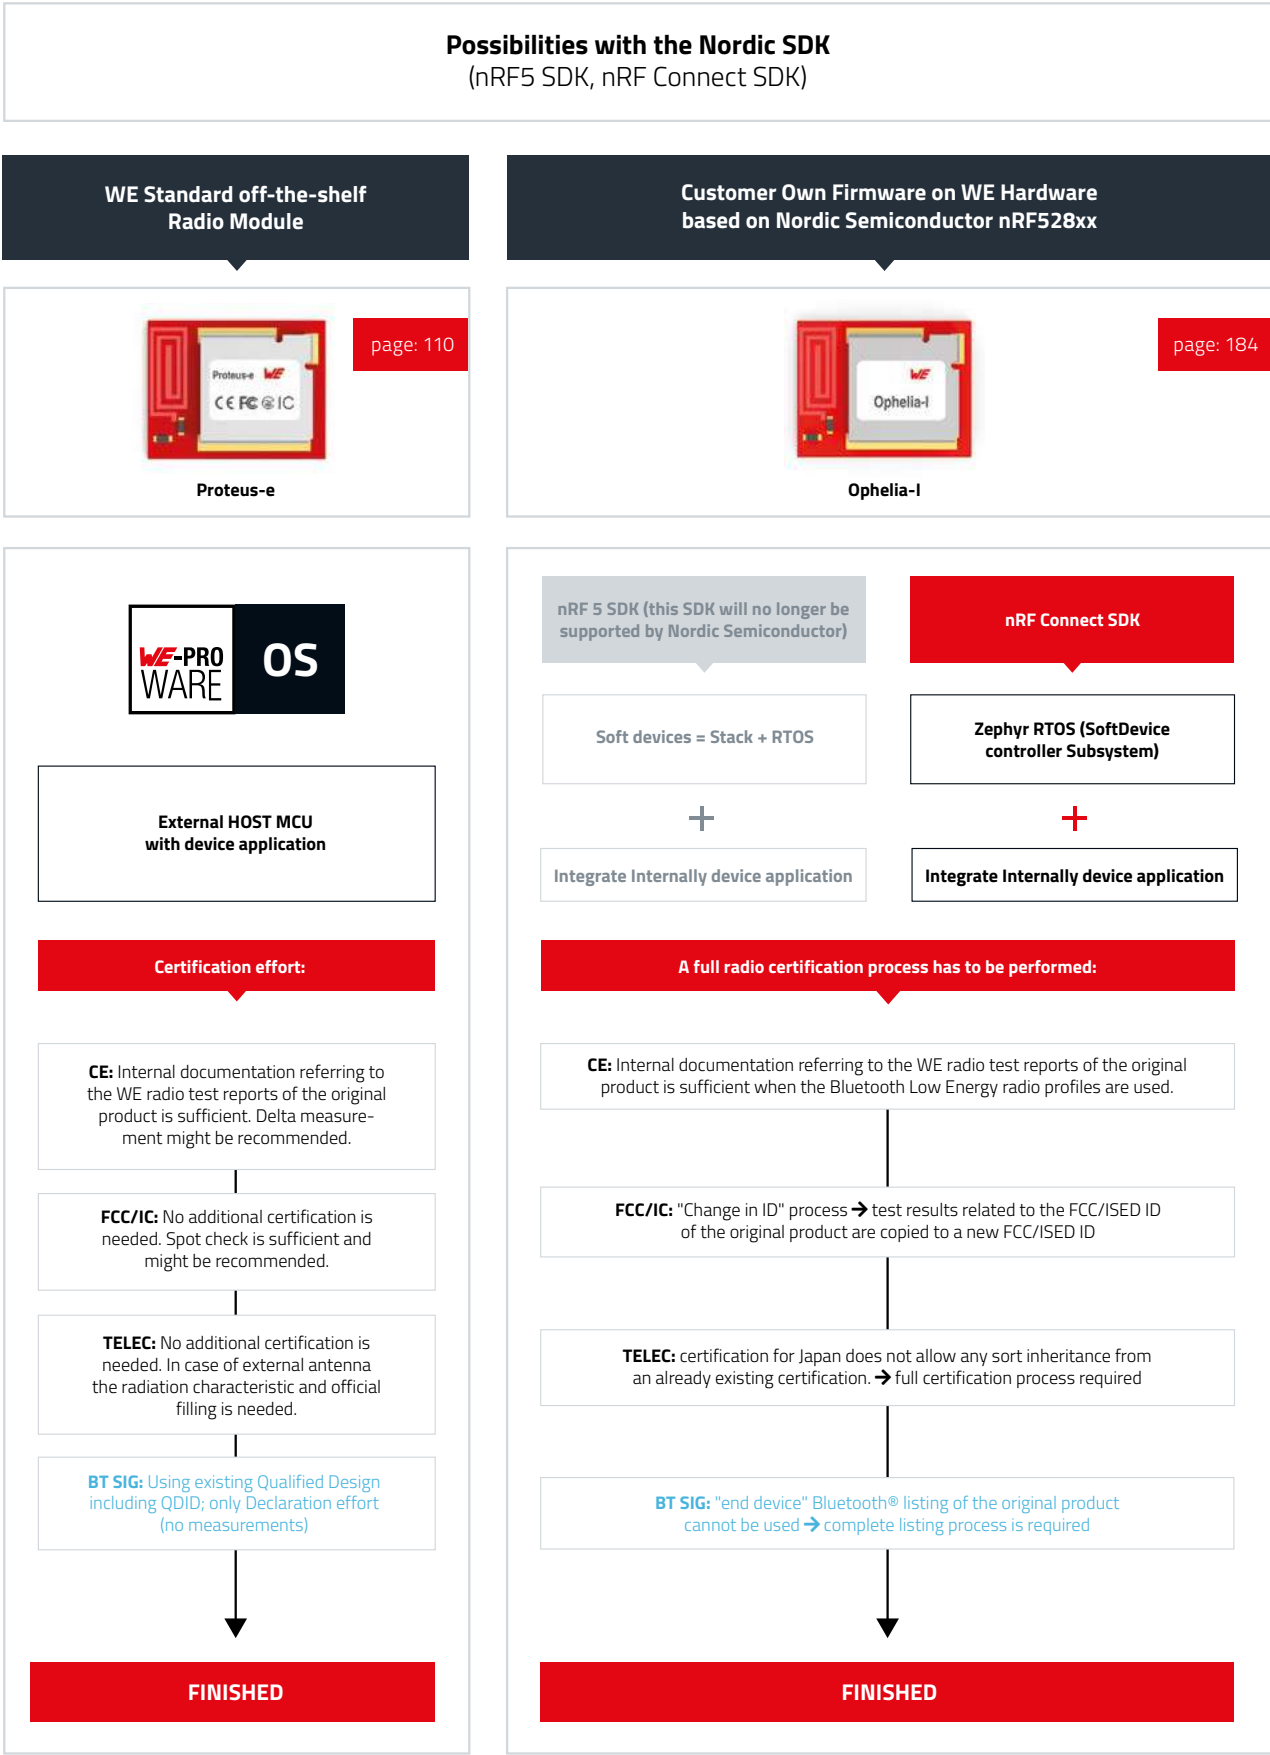 Possibilities with the Nordic SDK
(nRF5 SDK, nRF Connect SDK)
WE Standard off-the-shelf
Radio Module
page: 110
Proteus-e WE
CE FC IC
Proteus-e
WE-PRO
WARE
OS
External HOST MCU
with device application
Certification effort:
CE: Internal documentation referring to
the WE radio test reports of the original
product is sufficient. Delta measure-
ment might be recommended.
FCC/IC: No additional certification is
needed. Spot check is sufficient and
might be recommended.
TELEC: No additional certification is
needed. In case of external antenna
the radiation characteristic and official
filling is needed.
BT SIG: Using existing Qualified Design
including QDID; only Declaration effort
(no measurements)
FINISHED
Customer Own Firmware on WE Hardware
based on Nordic Semiconductor nRF528xx
page: 184
WE
Ophelia-I
Ophelia-I
nRF 5 SDK (this SDK will no longer be
supported by Nordic Semiconductor)
Soft devices = Stack + RTOS
+
Integrate Internally device application
nRF Connect SDK
Zephyr RTOS (SoftDevice
controller Subsystem)
+
Integrate Internally device application
A full radio certification process has to be performed:
CE: Internal documentation referring to the WE radio test reports of the original
product is sufficient when the Bluetooth Low Energy radio profiles are used.
FCC/IC: "Change in ID" process → test results related to the FCC/ISED ID
of the original product are copied to a new FCC/ISED ID
TELEC: certification for Japan does not allow any sort inheritance from
an already existing certification. → full certification process required
BT SIG: "end device" Bluetooth® listing of the original product
cannot be used → complete listing process is required
FINISHED